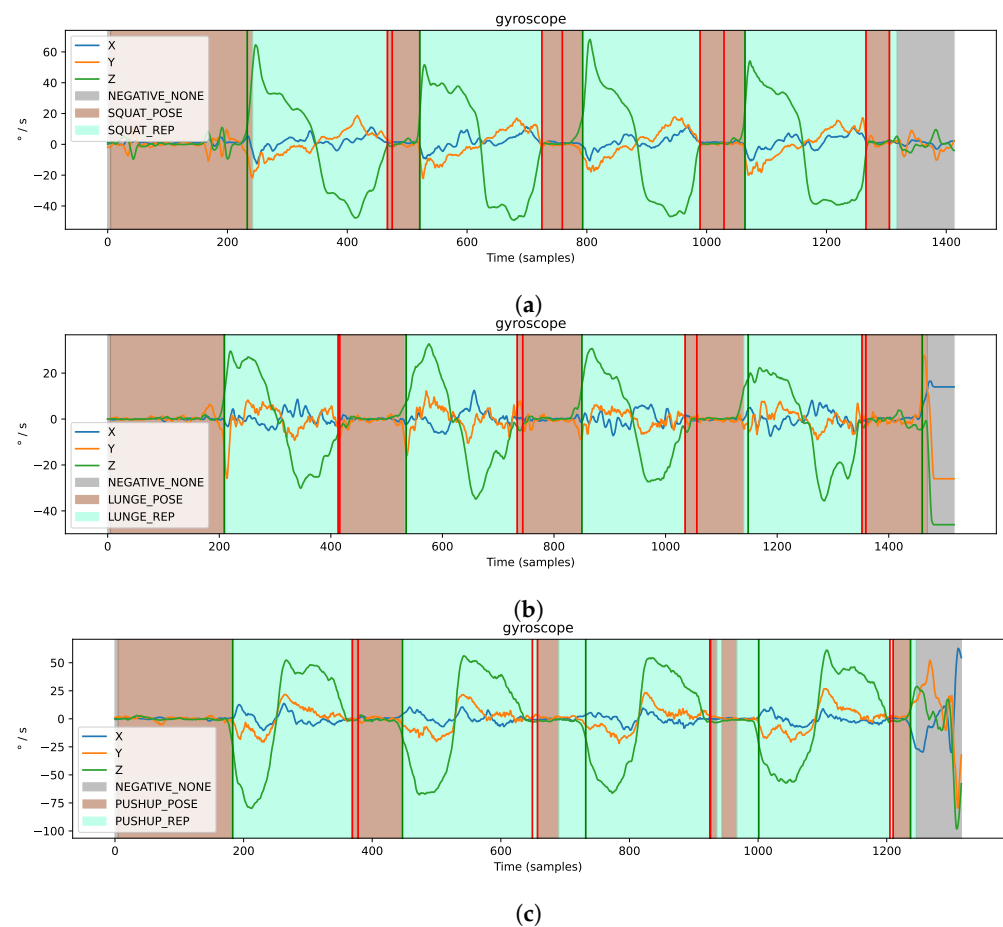 gyroscope
° / s
60
40
20
0
−20
−40
X
Y
Z
NEGATIVE_NONE
SQUAT_POSE
SQUAT_REP
0 200 400 600 800 1000 1200 1400
Time (samples)
(a)
gyroscope
° / s
20
0
−20
−40
X
Y
Z
NEGATIVE_NONE
LUNGE_POSE
LUNGE_REP
0 200 400 600 800 1000 1200 1400
Time (samples)
(b)
gyroscope
° / s
50
25
0
−25
−50
−75
−100
X
Y
Z
NEGATIVE_NONE
PUSHUP_POSE
PUSHUP_REP
0 200 400 600 800 1000 1200
Time (samples)
(c)